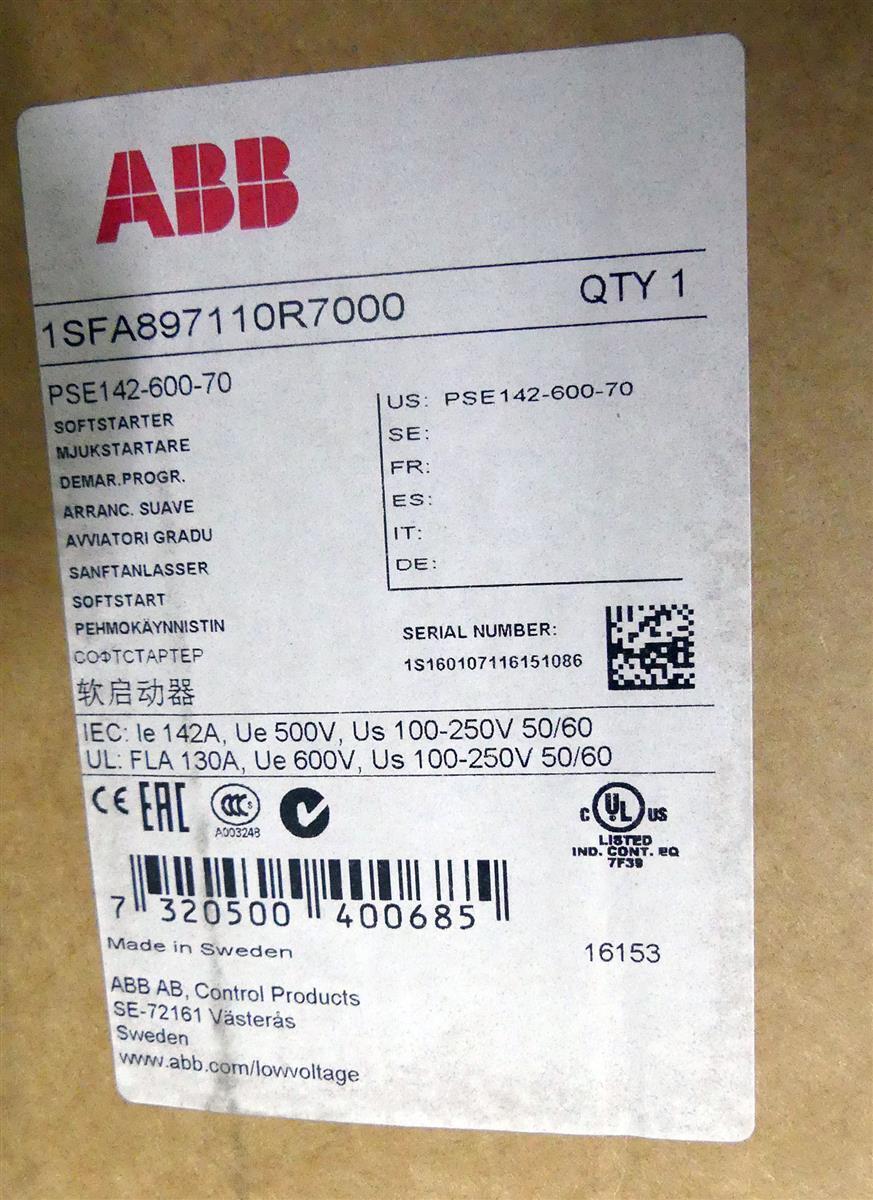 ABB
1SFA897110R7000 QTY 1
PSE142-600-70
SOFTSTARTER
MJUKSTARTARE
DEMAR.PROGR.
ARRANC. SUAVE
AVVIATORI GRADU
SANFTANLASSER
SOFTSTART
PEHMOKÄYNNISTIN
СОФТСТАРТЕР
软启动器
US: PSE142-600-70
SE:
FR:
ES:
IT:
DE:
SERIAL NUMBER:
1S160107116151086
IEC: Ie 142A, Ue 500V, Us 100-250V 50/60
UL: FLA 130A, Ue 600V, Us 100-250V 50/60
CE EAC CCC S
A003248
C UL US
LISTED
IND. CONT. EQ
7F39
7 320500 400685
Made in Sweden
16153
ABB AB, Control Products
SE-72161 Västerås
Sweden
www.abb.com/lowvoltage